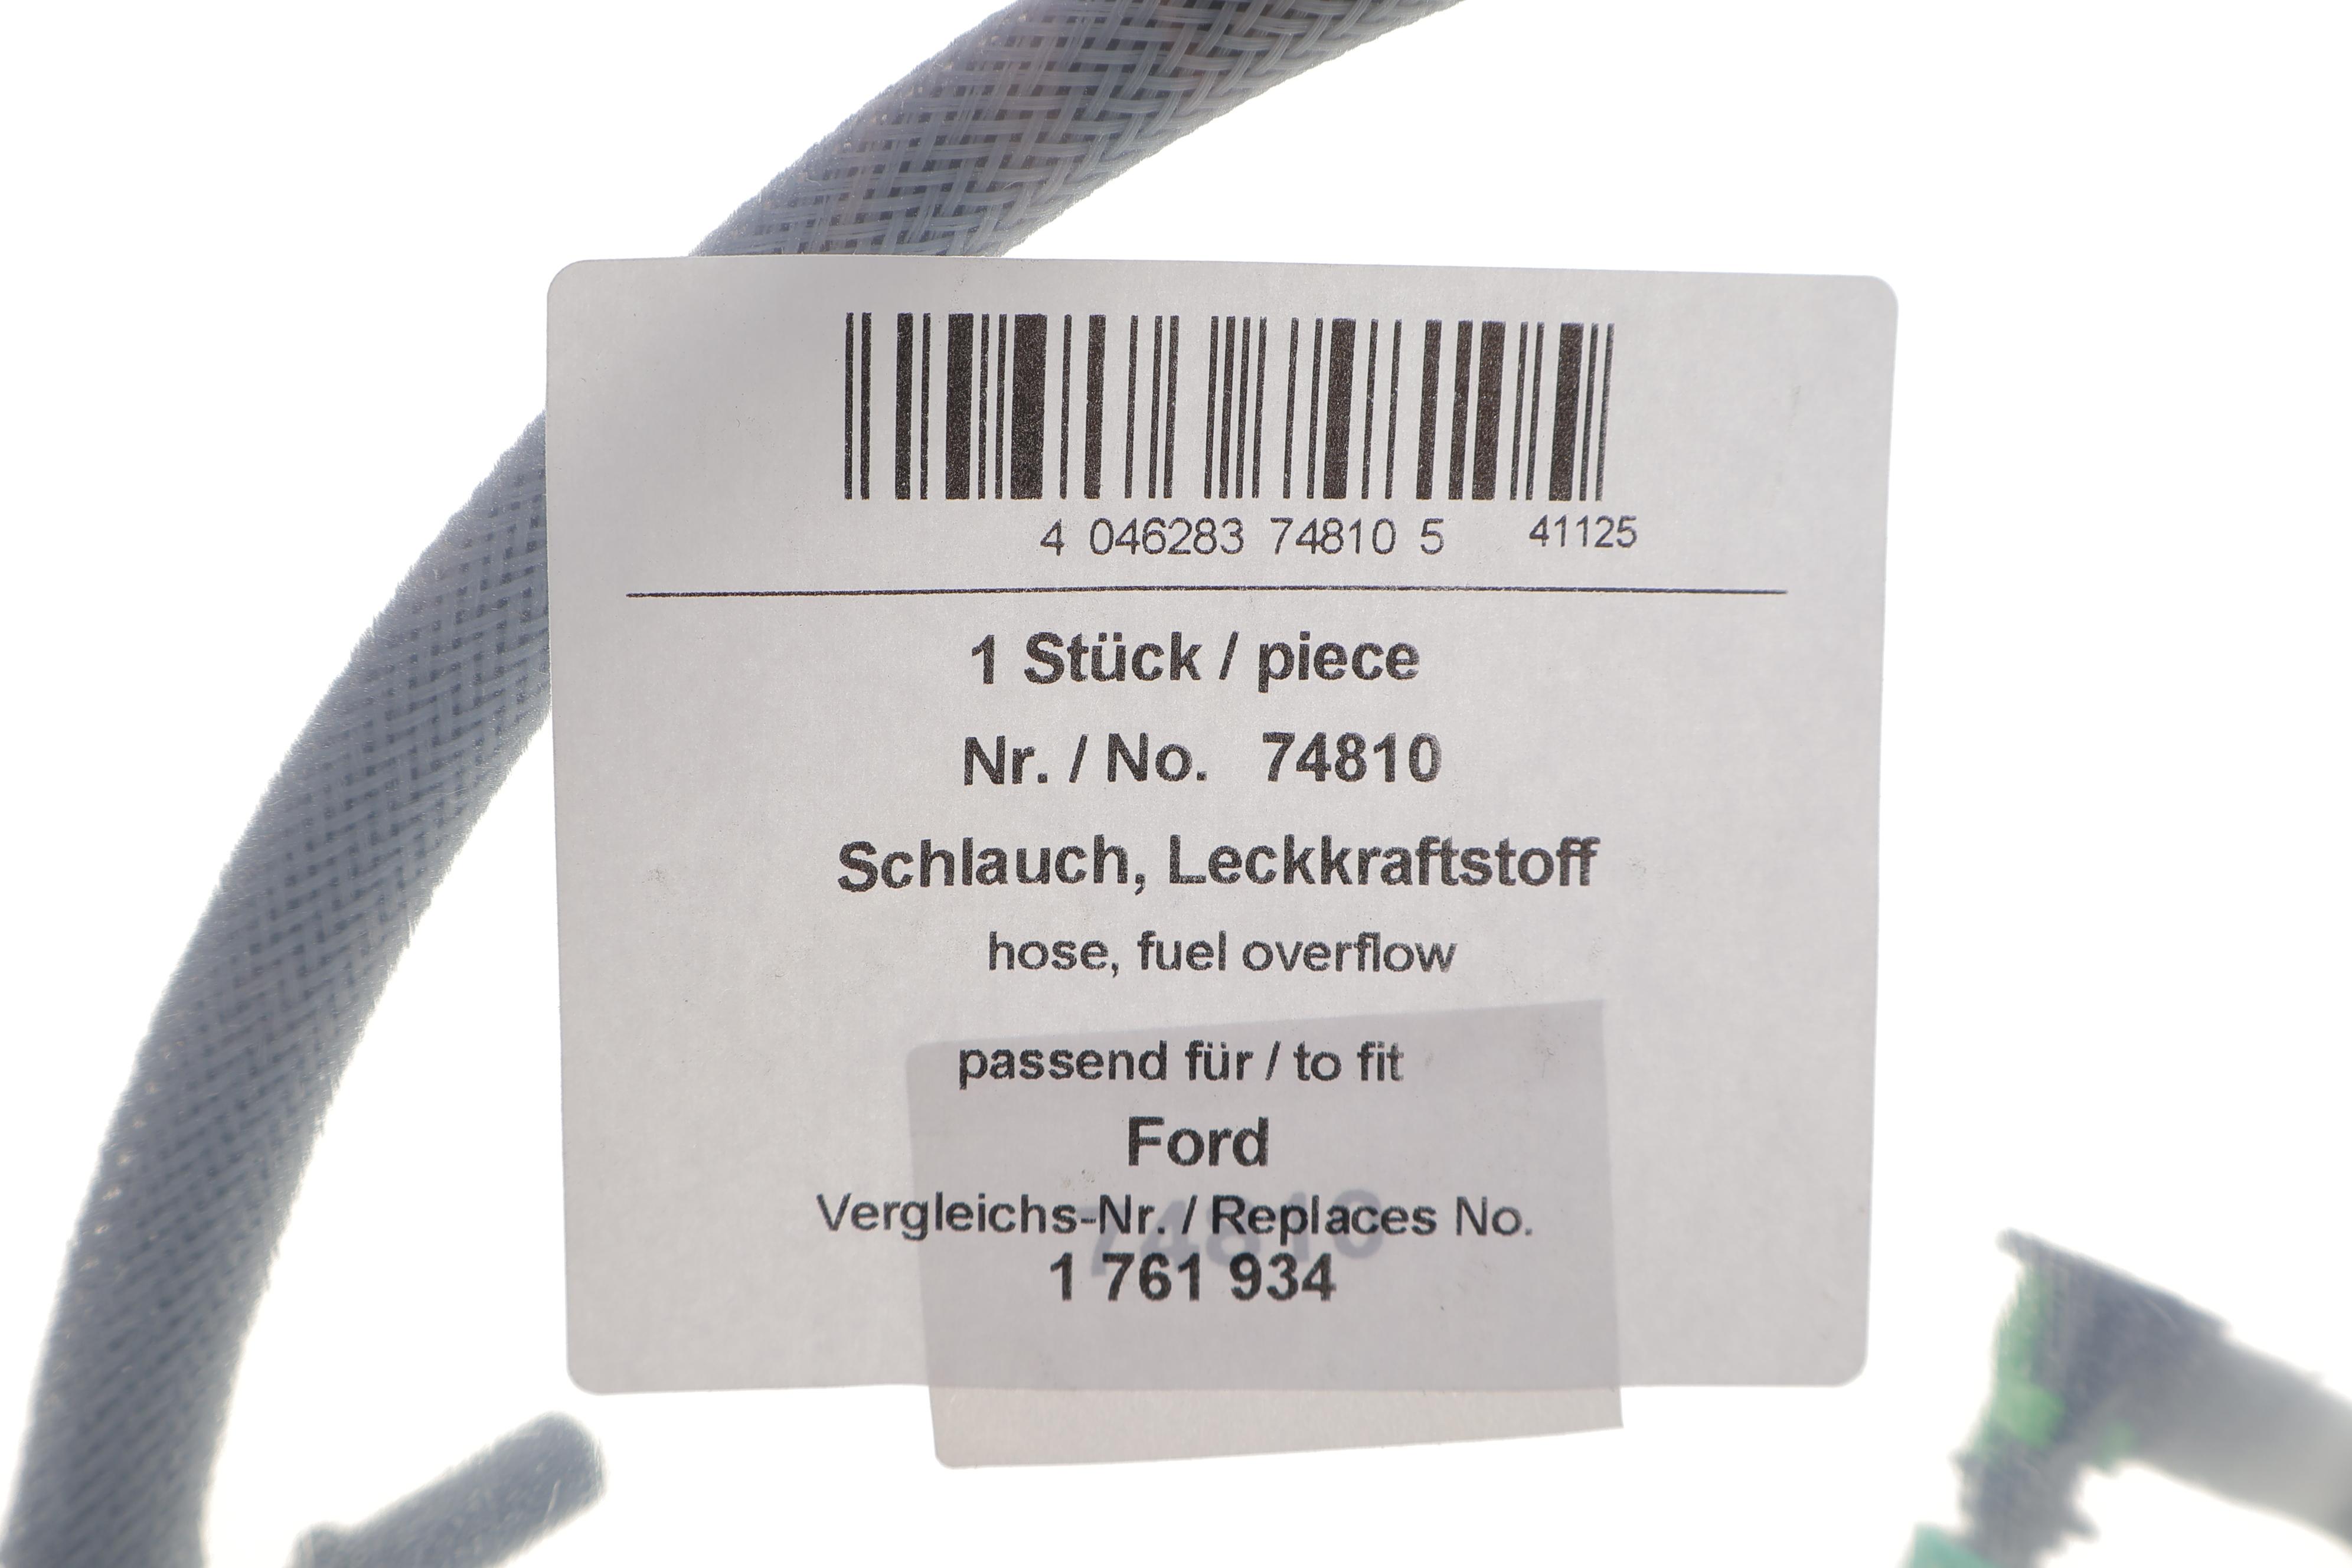 4 046283 74810 5 41125
1 Stück / piece
Nr. / No. 74810
Schlauch, Leckkraftstoff
hose, fuel overflow
passend für / to fit
Ford
Vergleichs-Nr. / Replaces No.
74810
1 761 934